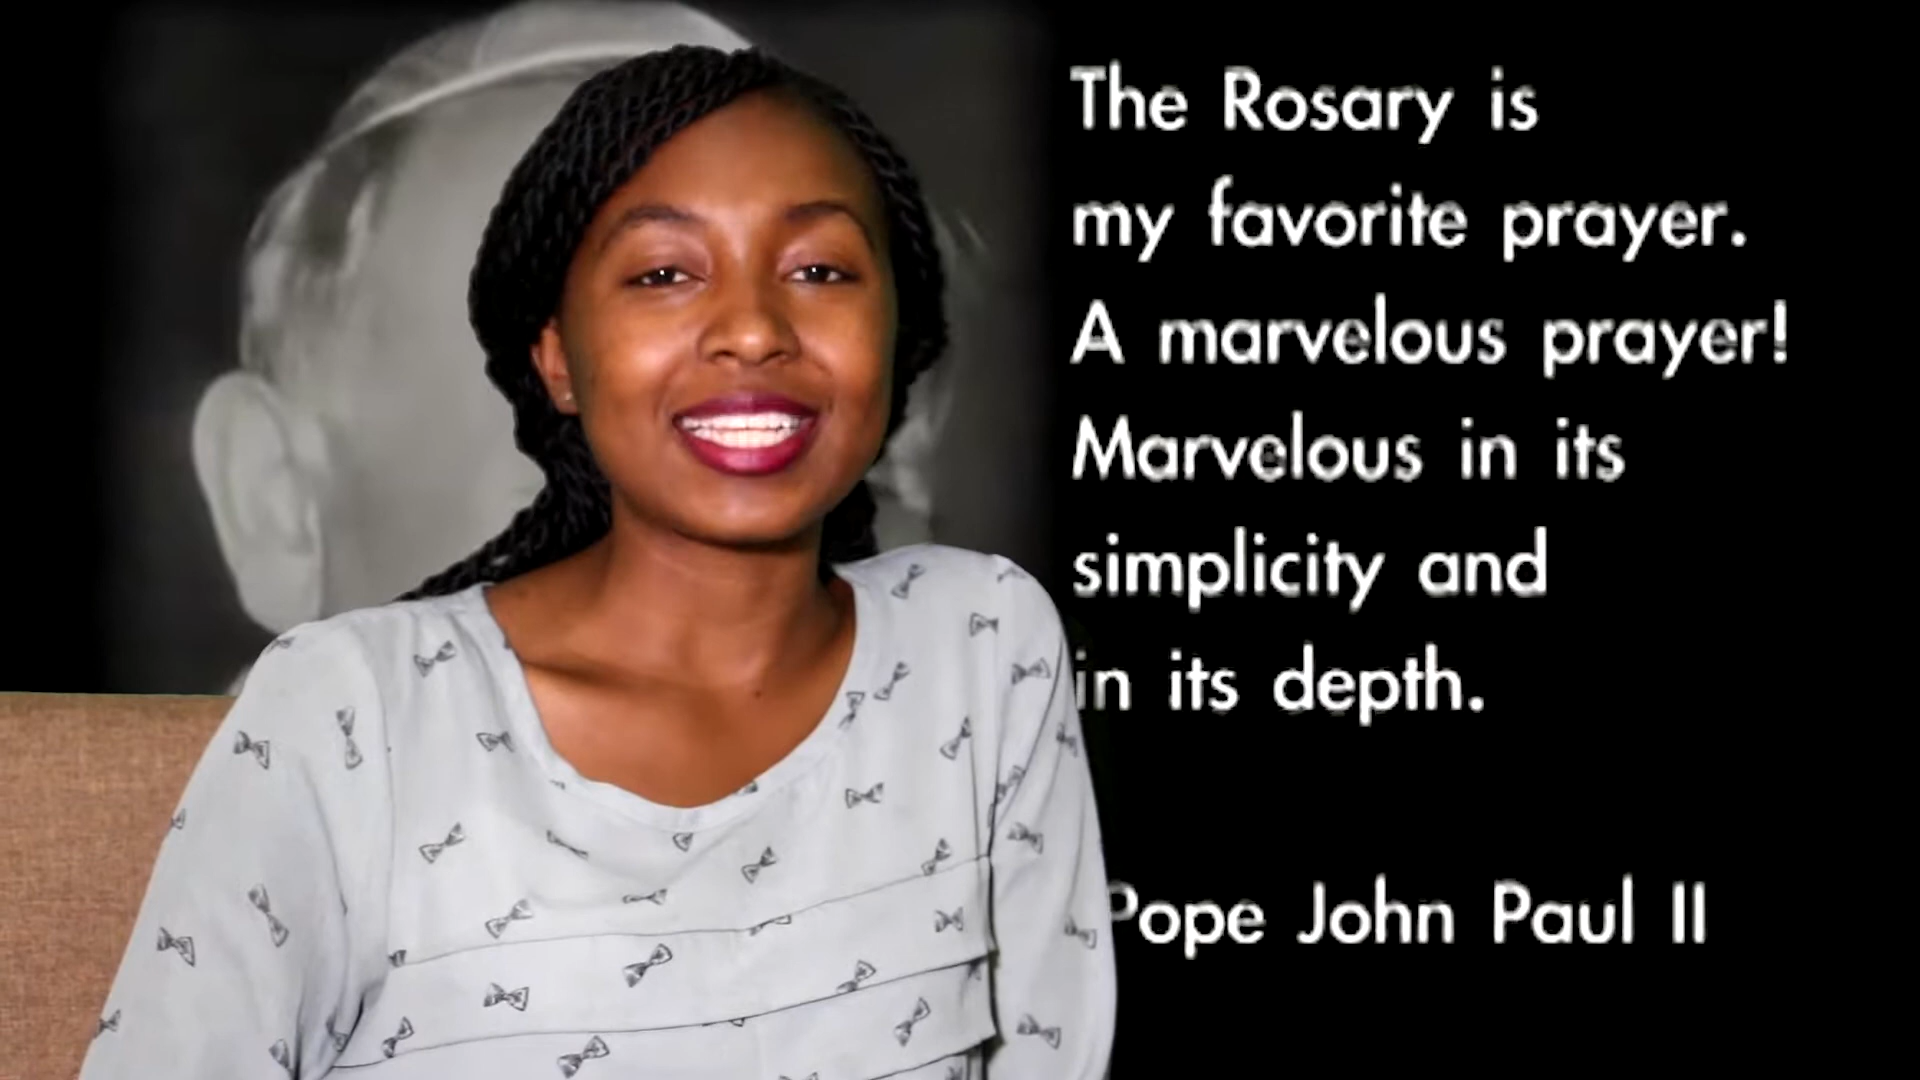 The Rosary is
my favorite prayer.
A marvelous prayer!
Marvelous in its
simplicity and
in its depth.
Pope John Paul II